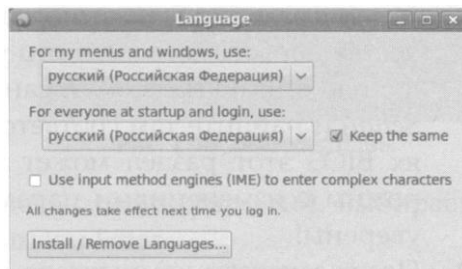 Language
For my menus and windows, use:
русский (Российская Федерация)
For everyone at startup and login, use:
русский (Российская Федерация) Keep the same
Use input method engines (IME) to enter complex characters
All changes take effect next time you log in.
Install / Remove Languages...